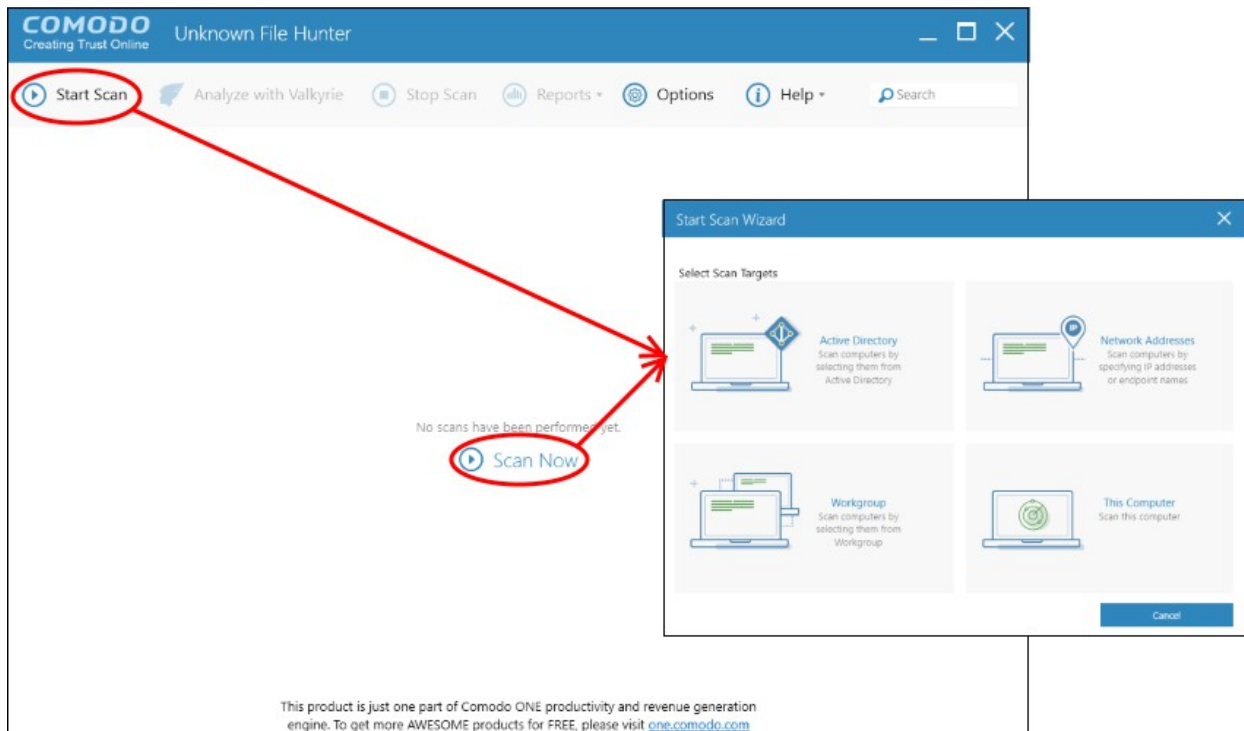 COMODO
Creating Trust Online
Unknown File Hunter
Start Scan
Analyze with Valkyrie
Stop Scan
Reports
Options
Help
Search
No scans have been performed yet.
Scan Now
Start Scan Wizard
Select Scan Targets
Active Directory
Scan computers by
selecting them from
Active Directory
Network Addresses
Scan computers by
specifying IP addresses
or endpoint names
IP
Workgroup
Scan computers by
selecting them from
Workgroup
This Computer
Scan this computer
Cancel
This product is just one part of Comodo ONE productivity and revenue generation
engine. To get more AWESOME products for FREE, please visit one.comodo.com